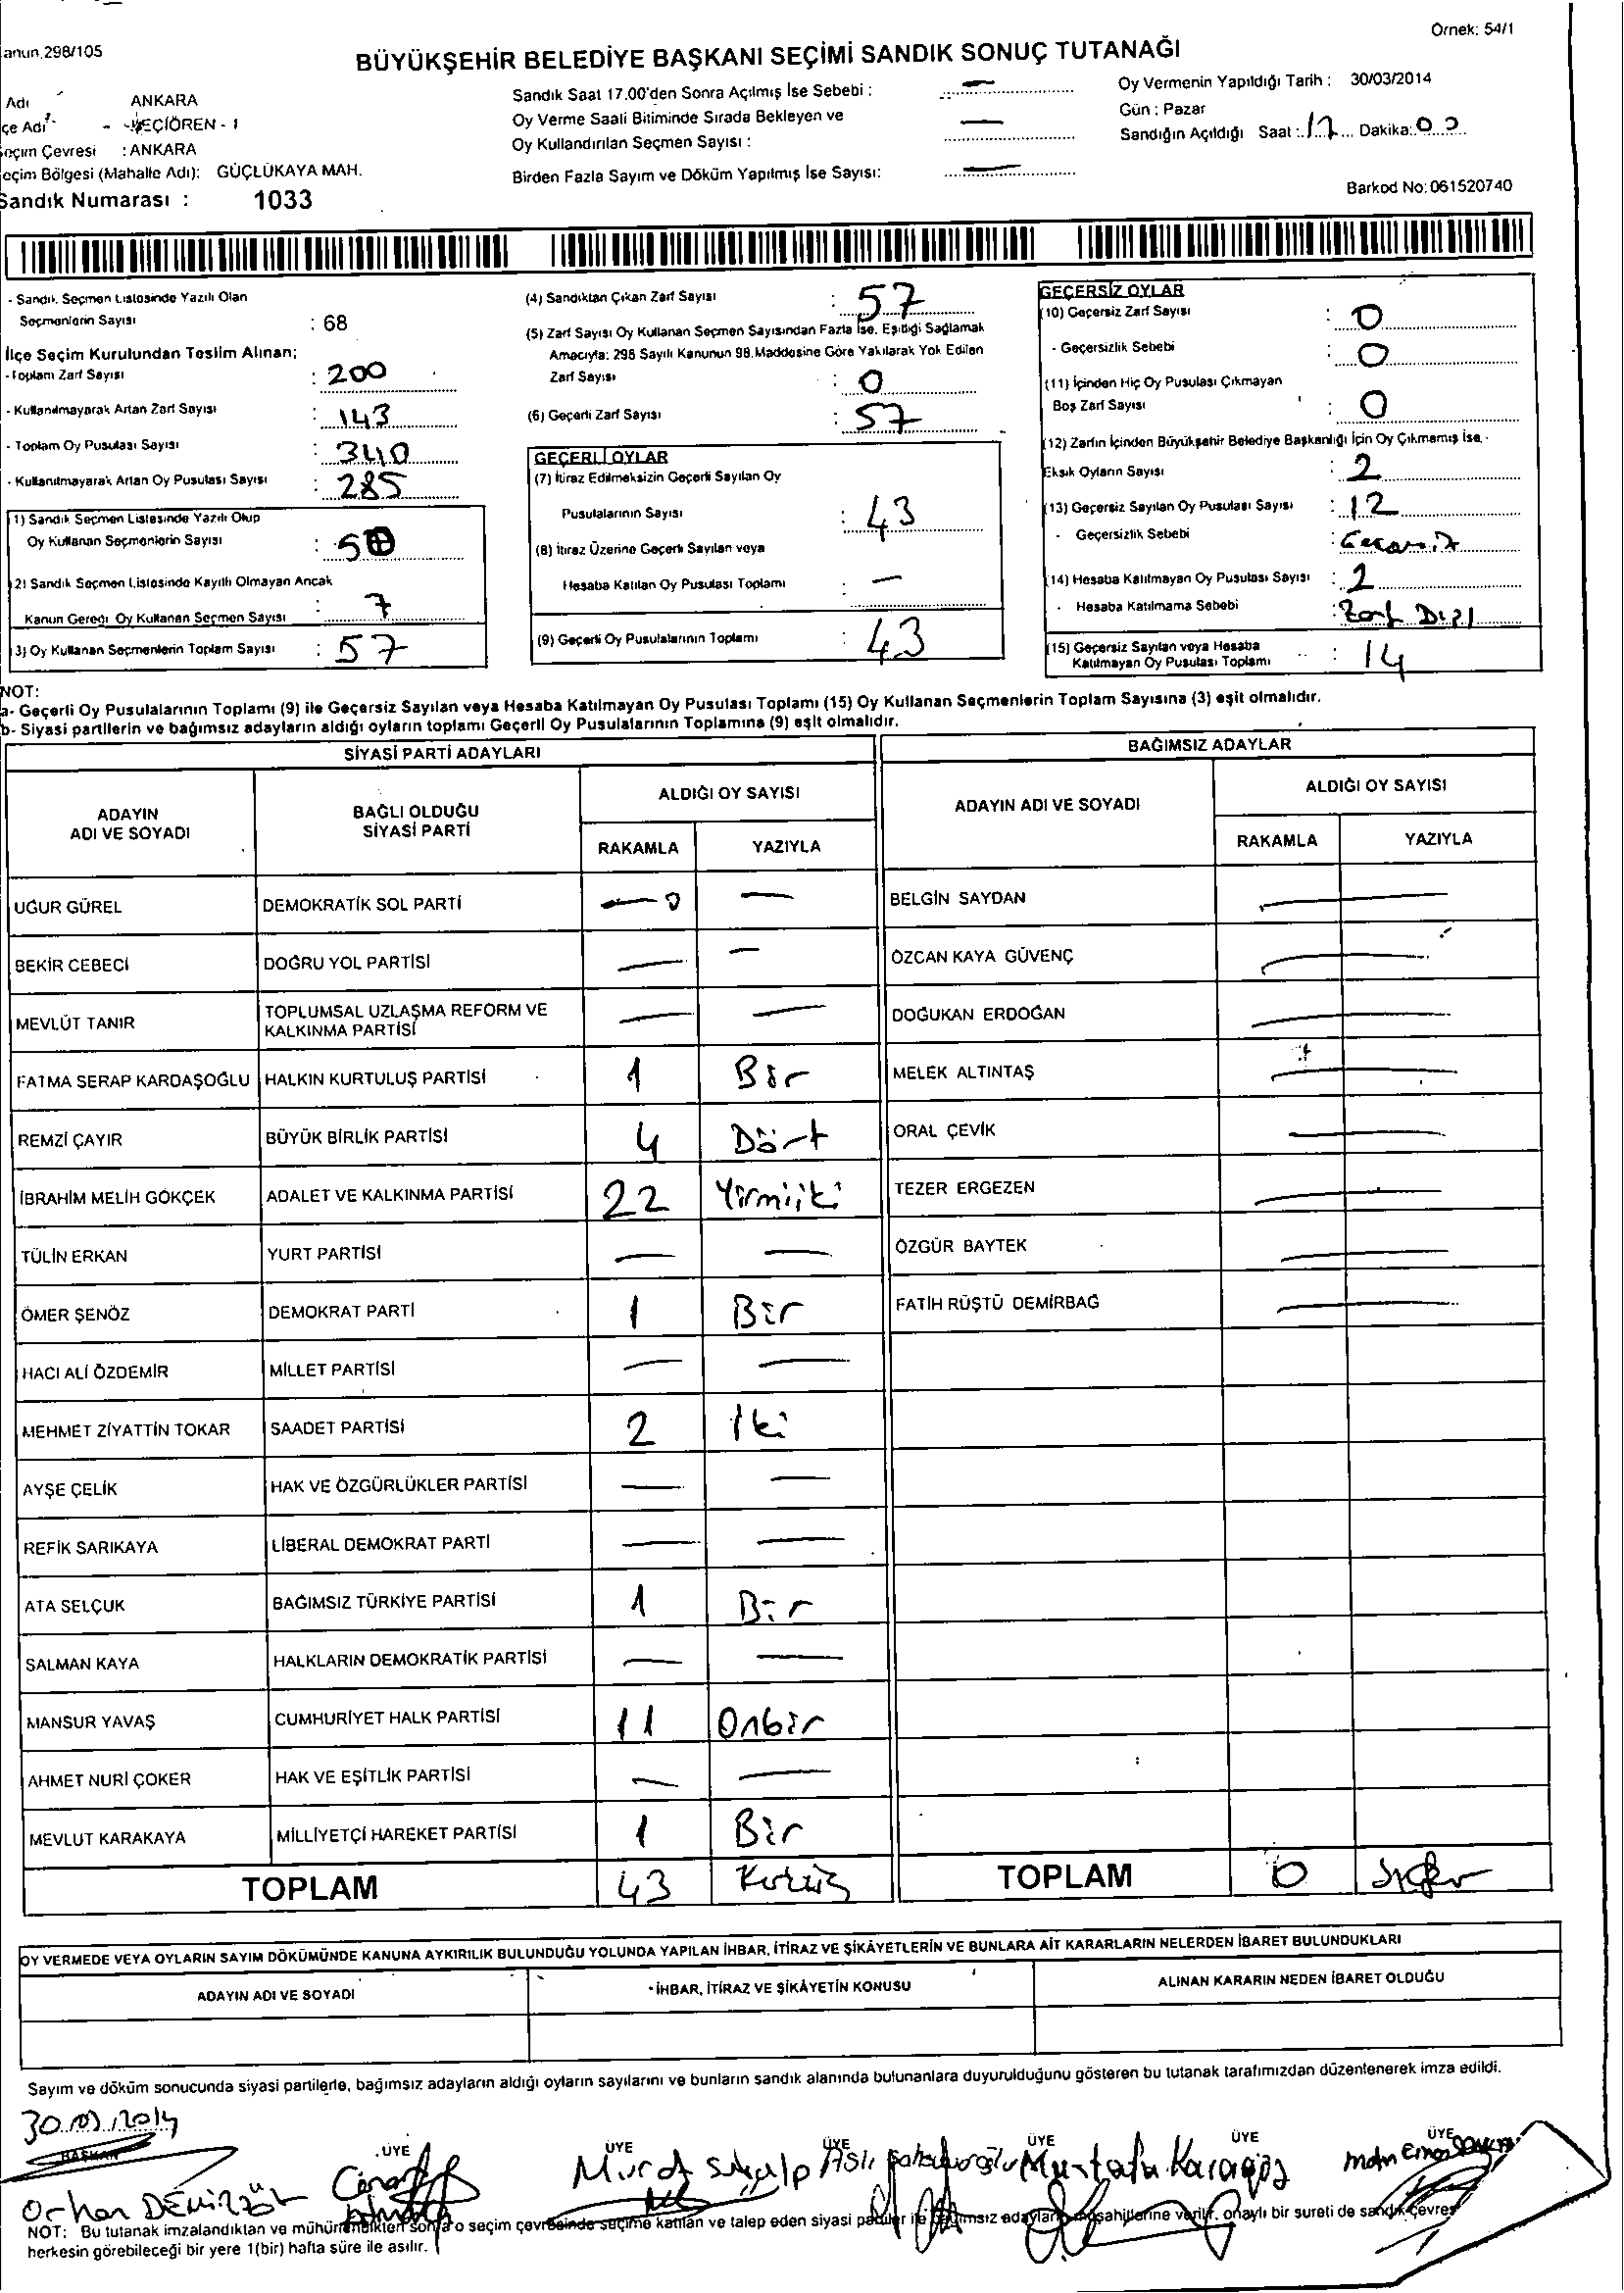 Örnek: 54/1
anun 298/105
BÜYÜKŞEHİR BELEDİYE BAŞKANI SEÇİMİ SANDIK SONUÇ TUTANAĞI
Adı ANKARA
çe Adı - EÇİÖREN - 1
eçim Çevresi : ANKARA
eçim Bölgesi (Mahalle Adı): GÜÇLÜKAYA MAH.
Sandık Numarası : 1033
Sandık Saat 17.00'den Sonra Açılmış İse Sebebi : —
Oy Verme Saati Bitiminde Sırada Bekleyen ve
Oy Kullandırılan Seçmen Sayısı : —
Birden Fazla Sayım ve Döküm Yapılmış İse Sayısı: —
Oy Vermenin Yapıldığı Tarih : 30/03/2014
Gün : Pazar
Sandığın Açıldığı Saat : 17 Dakika: 00
Barkod No: 061520740
- Sandık Seçmen Listesinde Yazılı Olan
Seçmenlerin Sayısı : 68
İlçe Seçim Kurulundan Teslim Alınan;
- Toplam Zarf Sayısı : 200
- Kullanılmayarak Artan Zarf Sayısı : 143
- Toplam Oy Pusulası Sayısı : 340
- Kullanılmayarak Artan Oy Pusulası Sayısı : 285
1) Sandık Seçmen Listesinde Yazılı Olup
Oy Kullanan Seçmenlerin Sayısı : 50
2) Sandık Seçmen Listesinde Kayıtlı Olmayan Ancak
Kanun Gereği Oy Kullanan Seçmen Sayısı : 7
3) Oy Kullanan Seçmenlerin Toplam Sayısı : 57
(4) Sandıktan Çıkan Zarf Sayısı : 57
(5) Zarf Sayısı Oy Kullanan Seçmen Sayısından Fazla İse, Eşitliği Sağlamak
Amacıyla: 298 Sayılı Kanunun 98.Maddesine Göre Yakılarak Yok Edilen
Zarf Sayısı : 0
(6) Geçerli Zarf Sayısı : 57
GEÇERLİ OYLAR
(7) İtiraz Edilmeksizin Geçerli Sayılan Oy
Pusulalarının Sayısı : 43
(8) İtiraz Üzerine Geçerli Sayılan veya
Hesaba Katılan Oy Pusulası Toplamı : —
(9) Geçerli Oy Pusulalarının Toplamı : 43
GEÇERSİZ OYLAR
(10) Geçersiz Zarf Sayısı : 0
- Geçersizlik Sebebi : 0
(11) İçinden Hiç Oy Pusulası Çıkmayan
Boş Zarf Sayısı : 0
(12) Zarfın İçinden Büyükşehir Belediye Başkanlığı İçin Oy Çıkmamış İse,
Eksik Oyların Sayısı : 2
(13) Geçersiz Sayılan Oy Pusulası Sayısı : 12
- Geçersizlik Sebebi :
(14) Hesaba Katılmayan Oy Pusulası Sayısı : 2
- Hesaba Katılmama Sebebi : Zarf Dışı
(15) Geçersiz Sayılan veya Hesaba
Katılmayan Oy Pusulası Toplamı : 14
NOT:
a- Geçerli Oy Pusulalarının Toplamı (9) ile Geçersiz Sayılan veya Hesaba Katılmayan Oy Pusulası Toplamı (15) Oy Kullanan Seçmenlerin Toplam Sayısına (3) eşit olmalıdır.
b- Siyasi partilerin ve bağımsız adayların aldığı oyların toplamı Geçerli Oy Pusulalarının Toplamına (9) eşit olmalıdır.
SİYASİ PARTİ ADAYLARI
ADAYIN ADI VE SOYADI
BAĞLI OLDUĞU SİYASİ PARTİ
ALDIĞI OY SAYISI
RAKAMLA YAZIYLA
UĞUR GÜREL DEMOKRATİK SOL PARTİ — 0 —
BEKİR CEBECİ DOĞRU YOL PARTİSİ — —
MEVLÜT TANIR TOPLUMSAL UZLAŞMA REFORM VE
KALKINMA PARTİSİ — —
FATMA SERAP KARDAŞOĞLU HALKIN KURTULUŞ PARTİSİ 1 Bir
REMZİ ÇAYIR BÜYÜK BİRLİK PARTİSİ 4 Dört
İBRAHİM MELİH GÖKÇEK ADALET VE KALKINMA PARTİSİ 22 Yirmiiki
TÜLİN ERKAN YURT PARTİSİ — —
ÖMER ŞENÖZ DEMOKRAT PARTİ 1 Bir
HACI ALİ ÖZDEMİR MİLLET PARTİSİ — —
MEHMET ZİYATTİN TOKAR SAADET PARTİSİ 2 İki
AYŞE ÇELİK HAK VE ÖZGÜRLÜKLER PARTİSİ — —
REFİK SARIKAYA LİBERAL DEMOKRAT PARTİ — —
ATA SELÇUK BAĞIMSIZ TÜRKİYE PARTİSİ 1 Bir
SALMAN KAYA HALKLARIN DEMOKRATİK PARTİSİ — —
MANSUR YAVAŞ CUMHURİYET HALK PARTİSİ 11 Onbir
AHMET NURİ ÇOKER HAK VE EŞİTLİK PARTİSİ — —
MEVLUT KARAKAYA MİLLİYETÇİ HAREKET PARTİSİ 1 Bir
TOPLAM 43
BAĞIMSIZ ADAYLAR
ADAYIN ADI VE SOYADI
ALDIĞI OY SAYISI
RAKAMLA YAZIYLA
BELGİN SAYDAN —
ÖZCAN KAYA GÜVENÇ —
DOĞUKAN ERDOĞAN —
MELEK ALTINTAŞ —
ORAL ÇEVİK —
TEZER ERGEZEN —
ÖZGÜR BAYTEK —
FATİH RÜŞTÜ DEMİRBAĞ —
TOPLAM 0 Sıfır
OY VERMEDE VEYA OYLARIN SAYIM DÖKÜMÜNDE KANUNA AYKIRILIK BULUNDUĞU YOLUNDA YAPILAN İHBAR, İTİRAZ VE ŞİKÂYETLERİN VE BUNLARA AİT KARARLARIN NELERDEN İBARET BULUNDUKLARI
ADAYIN ADI VE SOYADI İHBAR, İTİRAZ VE ŞİKÂYETİN KONUSU ALINAN KARARIN NEDEN İBARET OLDUĞU
Sayım ve döküm sonucunda siyasi partilerle, bağımsız adayların aldığı oyların sayılarını ve bunların sandık alanında bulunanlara duyurulduğunu gösteren bu tutanak tarafımızdan düzenlenerek imza edildi.
30.03.2014
BAŞKAN ÜYE ÜYE ÜYE ÜYE ÜYE ÜYE
Orhan Murat Aslı Mustafa Karagöz
NOT: Bu tutanak imzalandıktan ve mühürlendikten sonra o seçim çevresinde seçime katılan ve talep eden siyasi partiler ile bağımsız adayların müşahitlerine verilir, onaylı bir sureti de sandık çevres
herkesin görebileceği bir yere 1(bir) hafta süre ile asılır.